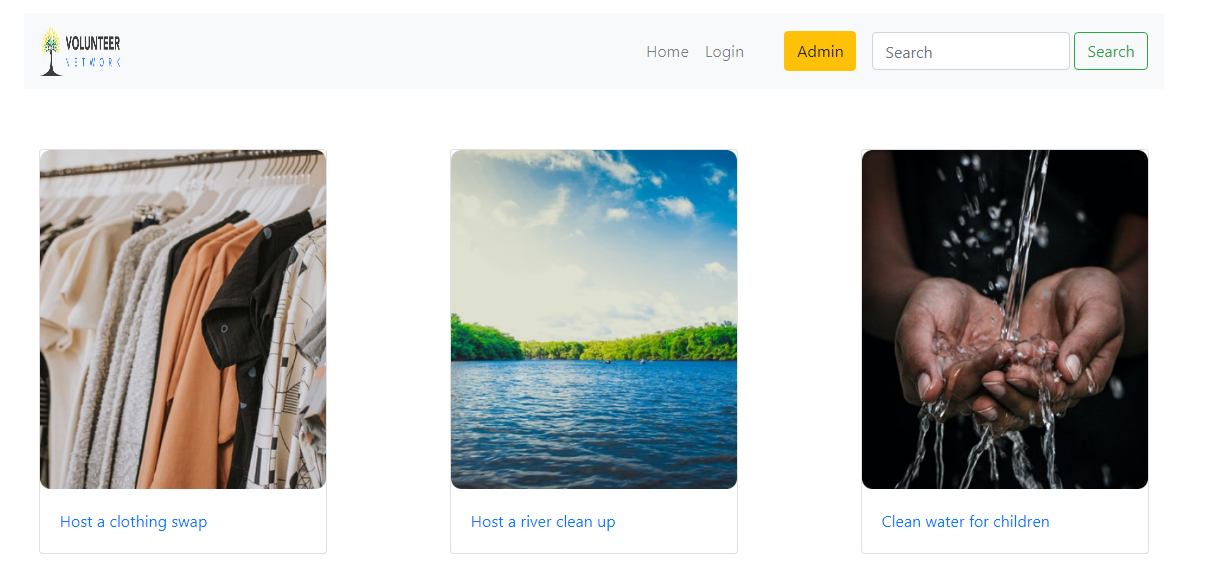 VOLUNTEER
NETWORK
Home Login Admin Search Search
Host a clothing swap
Host a river clean up
Clean water for children